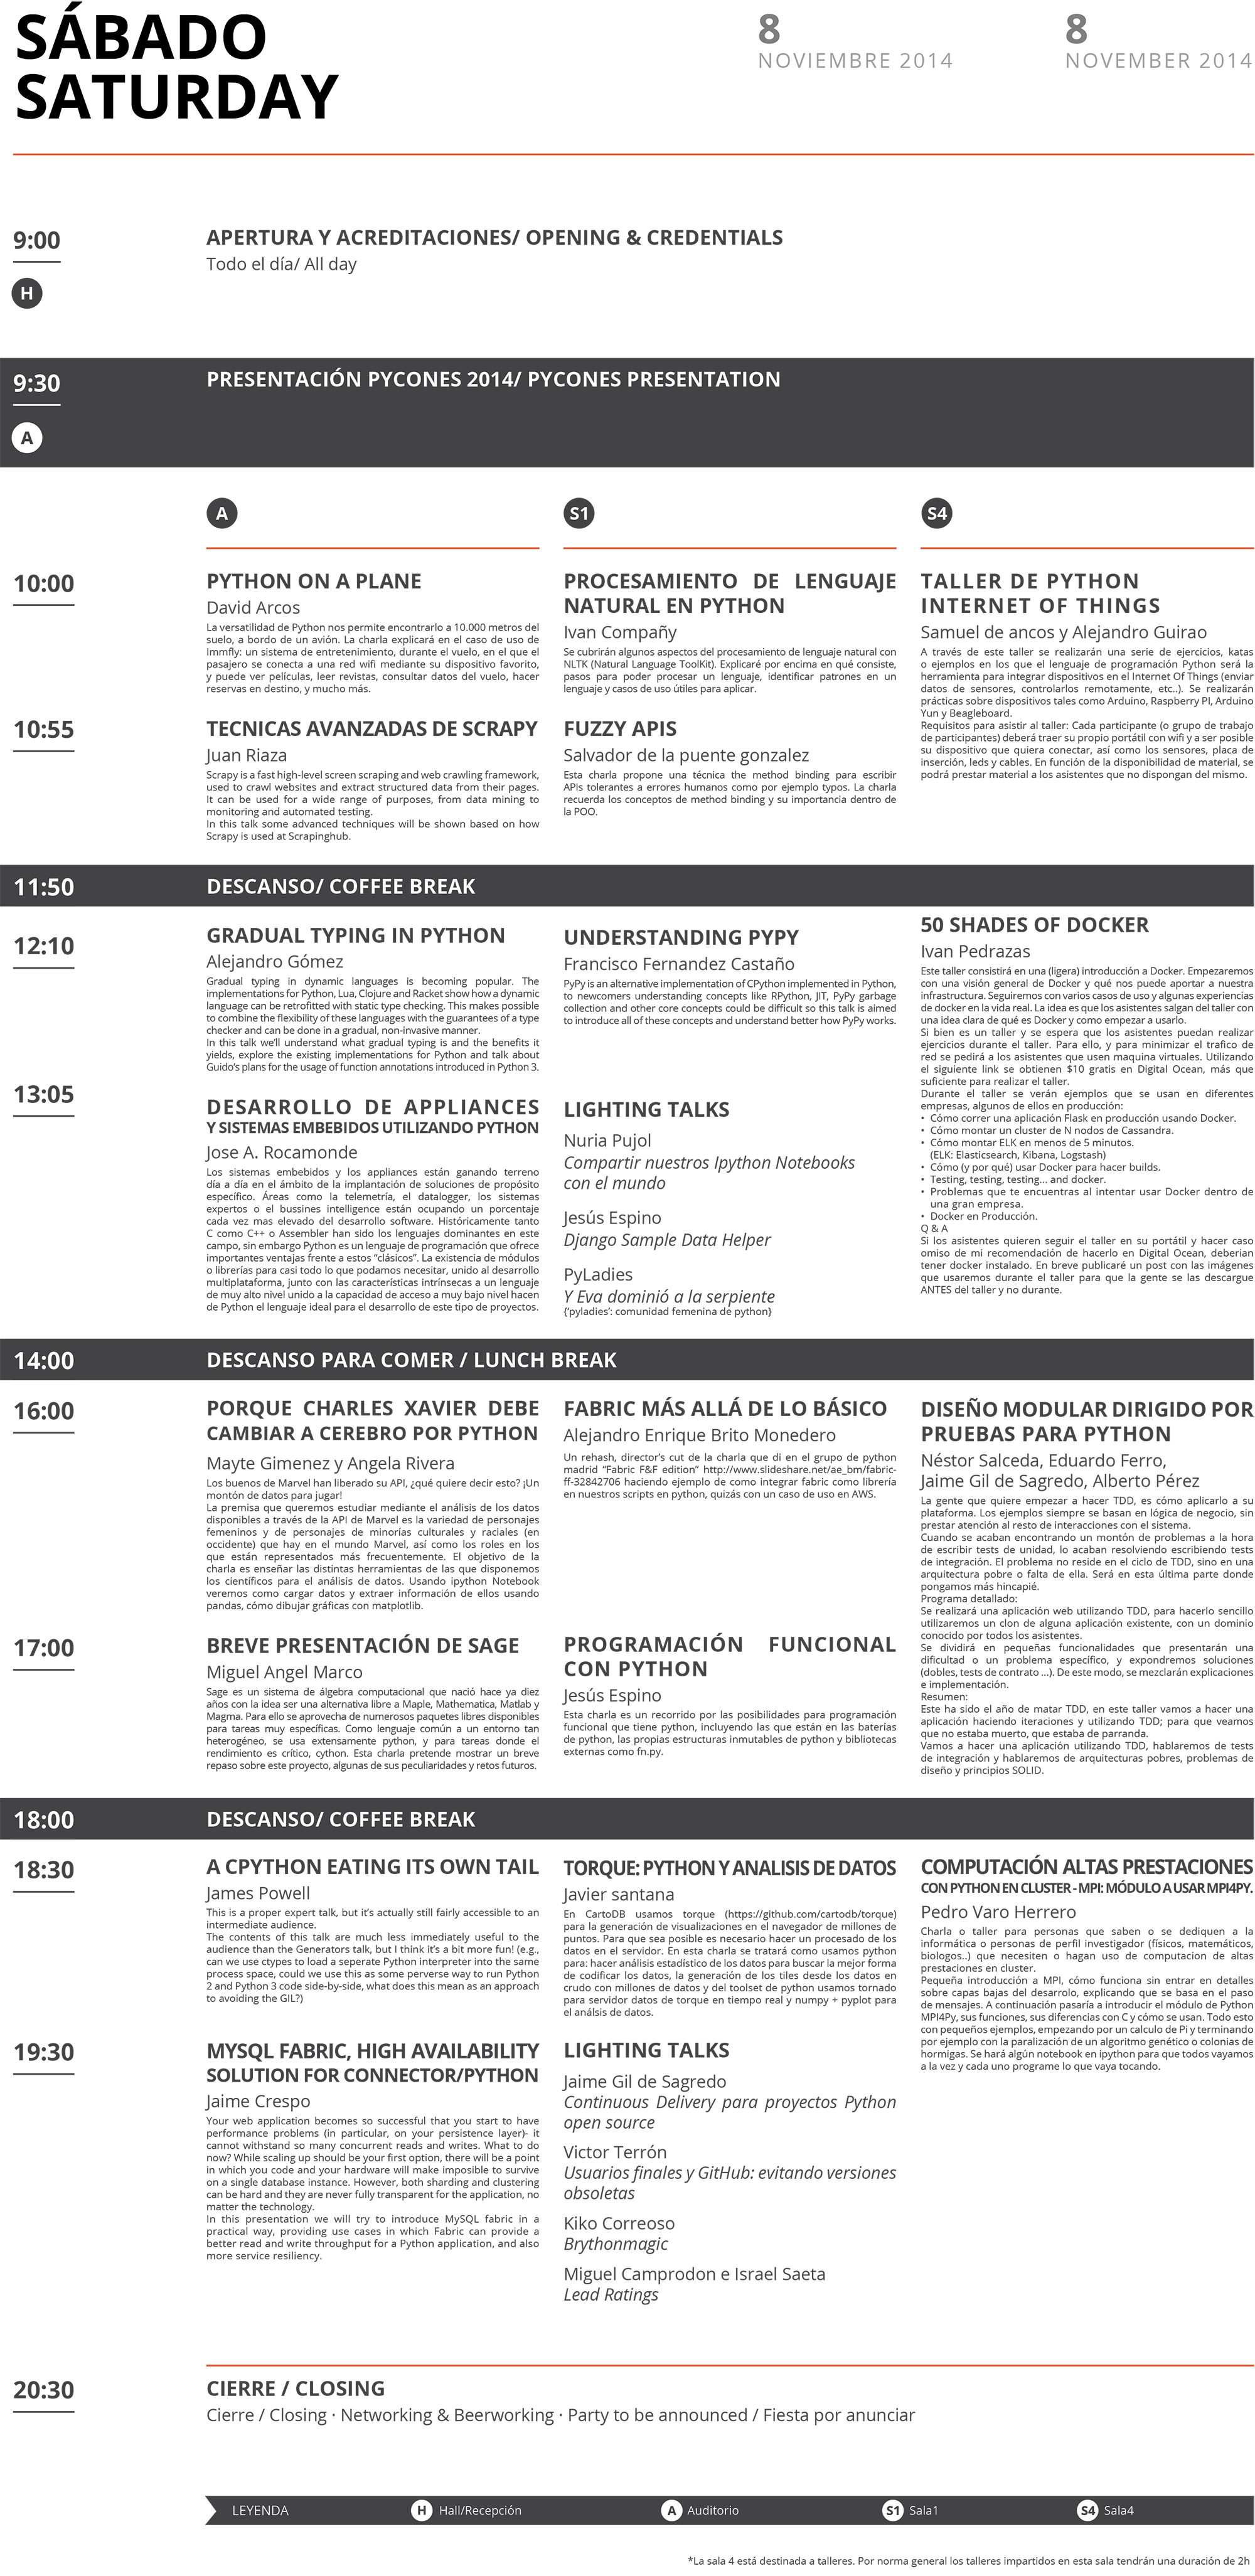 SÁBADO
SATURDAY
8
NOVIEMBRE 2014
8
NOVEMBER 2014
9:00
H
APERTURA Y ACREDITACIONES/ OPENING & CREDENTIALS
Todo el día/ All day
9:30
A
PRESENTACIÓN PYCONES 2014/ PYCONES PRESENTATION
A
S1
S4
10:00
PYTHON ON A PLANE
David Arcos
La versatilidad de Python nos permite encontrarlo a 10.000 metros del
suelo, a bordo de un avión. La charla explicará en el caso de uso de
Immfly: un sistema de entretenimiento, durante el vuelo, en el que el
pasajero se conecta a una red wifi mediante su dispositivo favorito,
y puede ver películas, leer revistas, consultar datos del vuelo, hacer
reservas en destino, y mucho más.
PROCESAMIENTO DE LENGUAJE
NATURAL EN PYTHON
Ivan Compañy
Se cubrirán algunos aspectos del procesamiento de lenguaje natural con
NLTK (Natural Language ToolKit). Explicaré por encima en qué consiste,
pasos para poder procesar un lenguaje, identificar patrones en un
lenguaje y casos de uso útiles para aplicar.
TALLER DE PYTHON
INTERNET OF THINGS
Samuel de ancos y Alejandro Guirao
A través de este taller se realizarán una serie de ejercicios, katas
o ejemplos en los que el lenguaje de programación Python será la
herramienta para integrar dispositivos en el Internet Of Things (enviar
datos de sensores, controlarlos remotamente, etc..). Se realizarán
prácticas sobre dispositivos tales como Arduino, Raspberry PI, Arduino
Yun y Beagleboard.
Requisitos para asistir al taller: Cada participante (o grupo de trabajo
de participantes) deberá traer su propio portátil con wifi y a ser posible
su dispositivo que quiera conectar, así como los sensores, placa de
inserción, leds y cables. En función de la disponibilidad de material, se
podrá prestar material a los asistentes que no dispongan del mismo.
10:55
TECNICAS AVANZADAS DE SCRAPY
Juan Riaza
Scrapy is a fast high-level screen scraping and web crawling framework,
used to crawl websites and extract structured data from their pages.
It can be used for a wide range of purposes, from data mining to
monitoring and automated testing.
In this talk some advanced techniques will be shown based on how
Scrapy is used at Scrapinghub.
FUZZY APIS
Salvador de la puente gonzalez
Esta charla propone una técnica the method binding para escribir
APIs tolerantes a errores humanos como por ejemplo typos. La charla
recuerda los conceptos de method binding y su importancia dentro de
la POO.
11:50
DESCANSO/ COFFEE BREAK
12:10
GRADUAL TYPING IN PYTHON
Alejandro Gómez
Gradual typing in dynamic languages is becoming popular. The
implementations for Python, Lua, Clojure and Racket show how a dynamic
language can be retrofitted with static type checking. This makes possible
to combine the flexibility of these languages with the guarantees of a type
checker and can be done in a gradual, non-invasive manner.
In this talk we'll understand what gradual typing is and the benefits it
yields, explore the existing implementations for Python and talk about
Guido's plans for the usage of function annotations introduced in Python 3.
UNDERSTANDING PYPY
Francisco Fernandez Castaño
PyPy is an alternative implementation of CPython implemented in Python,
to newcomers understanding concepts like RPython, JIT, PyPy garbage
collection and other core concepts could be difficult so this talk is aimed
to introduce all of these concepts and understand better how PyPy works.
50 SHADES OF DOCKER
Ivan Pedrazas
Este taller consistirá en una (ligera) introducción a Docker. Empezaremos
con una visión general de Docker y qué nos puede aportar a nuestra
infrastructura. Seguiremos con varios casos de uso y algunas experiencias
de docker en la vida real. La idea es que los asistentes salgan del taller con
una idea clara de qué es Docker y como empezar a usarlo.
Si bien es un taller y se espera que los asistentes puedan realizar
ejercicios durante el taller. Para ello, y para minimizar el trafico de
red se pedirá a los asistentes que usen maquina virtuales. Utilizando
el siguiente link se obtienen $10 gratis en Digital Ocean, más que
suficiente para realizar el taller.
Durante el taller se verán ejemplos que se usan en diferentes
empresas, algunos de ellos en producción:
• Cómo correr una aplicación Flask en producción usando Docker.
• Cómo montar un cluster de N nodos de Cassandra.
• Cómo montar ELK en menos de 5 minutos.
(ELK: Elasticsearch, Kibana, Logstash)
• Cómo (y por qué) usar Docker para hacer builds.
• Testing, testing, testing... and docker.
• Problemas que te encuentras al intentar usar Docker dentro de
una gran empresa.
• Docker en Producción.
Q & A
Si los asistentes quieren seguir el taller en su portátil y hacer caso
omiso de mi recomendación de hacerlo en Digital Ocean, deberian
tener docker instalado. En breve publicaré un post con las imágenes
que usaremos durante el taller para que la gente se las descargue
ANTES del taller y no durante.
13:05
DESARROLLO DE APPLIANCES
Y SISTEMAS EMBEBIDOS UTILIZANDO PYTHON
Jose A. Rocamonde
Los sistemas embebidos y los appliances están ganando terreno
día a día en el ámbito de la implantación de soluciones de propósito
específico. Áreas como la telemetría, el datalogger, los sistemas
expertos o el bussines intelligence están ocupando un porcentaje
cada vez mas elevado del desarrollo software. Históricamente tanto
C como C++ o Assembler han sido los lenguajes dominantes en este
campo, sin embargo Python es un lenguaje de programación que ofrece
importantes ventajas frente a estos “clásicos”. La existencia de módulos
o librerías para casi todo lo que podamos necesitar, unido al desarrollo
multiplataforma, junto con las características intrínsecas a un lenguaje
de muy alto nivel unido a la capacidad de acceso a muy bajo nivel hacen
de Python el lenguaje ideal para el desarrollo de este tipo de proyectos.
LIGHTING TALKS
Nuria Pujol
Compartir nuestros Ipython Notebooks
con el mundo
Jesús Espino
Django Sample Data Helper
PyLadies
Y Eva dominió a la serpiente
{'pyladies': comunidad femenina de python}
14:00
DESCANSO PARA COMER / LUNCH BREAK
16:00
PORQUE CHARLES XAVIER DEBE
CAMBIAR A CEREBRO POR PYTHON
Mayte Gimenez y Angela Rivera
Los buenos de Marvel han liberado su API, ¿qué quiere decir esto? ¡Un
montón de datos para jugar!
La premisa que queremos estudiar mediante el análisis de los datos
disponibles a través de la API de Marvel es la variedad de personajes
femeninos y de personajes de minorías culturales y raciales (en
occidente) que hay en el mundo Marvel, así como los roles en los
que están representados más frecuentemente. El objetivo de la
charla es enseñar las distintas herramientas de las que disponemos
los científicos para el análisis de datos. Usando ipython Notebook
veremos como cargar datos y extraer información de ellos usando
pandas, cómo dibujar gráficas con matplotlib.
FABRIC MÁS ALLÁ DE LO BÁSICO
Alejandro Enrique Brito Monedero
Un rehash, director's cut de la charla que di en el grupo de python
madrid “Fabric F&F edition” http://www.slideshare.net/ae_bm/fabric-
ff-32842706 haciendo ejemplo de como integrar fabric como librería
en nuestros scripts en python, quizás con un caso de uso en AWS.
DISEÑO MODULAR DIRIGIDO POR
PRUEBAS PARA PYTHON
Néstor Salceda, Eduardo Ferro,
Jaime Gil de Sagredo, Alberto Pérez
La gente que quiere empezar a hacer TDD, es cómo aplicarlo a su
plataforma. Los ejemplos siempre se basan en lógica de negocio, sin
prestar atención al resto de interacciones con el sistema.
Cuando se acaban encontrando un montón de problemas a la hora
de escribir tests de unidad, lo acaban resolviendo escribiendo tests
de integración. El problema no reside en el ciclo de TDD, sino en una
arquitectura pobre o falta de ella. Será en esta última parte donde
pongamos más hincapié.
Programa detallado:
Se realizará una aplicación web utilizando TDD, para hacerlo sencillo
utilizaremos un clon de alguna aplicación existente, con un dominio
conocido por todos los asistentes.
Se dividirá en pequeñas funcionalidades que presentarán una
dificultad o un problema específico, y expondremos soluciones
(dobles, tests de contrato ...). De este modo, se mezclarán explicaciones
e implementación.
Resumen:
Este ha sido el año de matar TDD, en este taller vamos a hacer una
aplicación haciendo iteraciones y utilizando TDD; para que veamos
que no estaba muerto, que estaba de parranda.
Vamos a hacer una aplicación utilizando TDD, hablaremos de tests
de integración y hablaremos de arquitecturas pobres, problemas de
diseño y principios SOLID.
17:00
BREVE PRESENTACIÓN DE SAGE
Miguel Angel Marco
Sage es un sistema de álgebra computacional que nació hace ya diez
años con la idea ser una alternativa libre a Maple, Mathematica, Matlab y
Magma. Para ello se aprovecha de numerosos paquetes libres disponibles
para tareas muy específicas. Como lenguaje común a un entorno tan
heterogéneo, se usa extensamente python, y para tareas donde el
rendimiento es crítico, cython. Esta charla pretende mostrar un breve
repaso sobre este proyecto, algunas de sus peculiaridades y retos futuros.
PROGRAMACIÓN FUNCIONAL
CON PYTHON
Jesús Espino
Esta charla es un recorrido por las posibilidades para programación
funcional que tiene python, incluyendo las que están en las baterías
de python, las propias estructuras inmutables de python y bibliotecas
externas como fn.py.
18:00
DESCANSO/ COFFEE BREAK
18:30
A CPYTHON EATING ITS OWN TAIL
James Powell
This is a proper expert talk, but it's actually still fairly accessible to an
intermediate audience.
The contents of this talk are much less immediately useful to the
audience than the Generators talk, but I think it's a bit more fun! (e.g.,
can we use ctypes to load a seperate Python interpreter into the same
process space, could we use this as some perverse way to run Python
2 and Python 3 code side-by-side, what does this mean as an approach
to avoiding the GIL?)
TORQUE: PYTHON Y ANALISIS DE DATOS
Javier santana
En CartoDB usamos torque (https://github.com/cartodb/torque)
para la generación de visualizaciones en el navegador de millones de
puntos. Para que sea posible es necesario hacer un procesado de los
datos en el servidor. En esta charla se tratará como usamos python
para: hacer análisis estadístico de los datos para buscar la mejor forma
de codificar los datos, la generación de los tiles desde los datos en
crudo con millones de datos y del toolset de python usamos tornado
para servidor datos de torque en tiempo real y numpy + pyplot para
el análsis de datos.
COMPUTACIÓN ALTAS PRESTACIONES
CON PYTHON EN CLUSTER - MPI: MÓDULO A USAR MPI4PY.
Pedro Varo Herrero
Charla o taller para personas que saben o se dediquen a la
informática o personas de perfil investigador (físicos, matemáticos,
biologos..) que necesiten o hagan uso de computacion de altas
prestaciones en cluster.
Pequeña introducción a MPI, cómo funciona sin entrar en detalles
sobre capas bajas del desarrolo, explicando que se basa en el paso
de mensajes. A continuación pasaría a introducir el módulo de Python
MPI4Py, sus funciones, sus diferencias con C y cómo se usan. Todo esto
con pequeños ejemplos, empezando por un calculo de Pi y terminando
por ejemplo con la paralización de un algoritmo genético o colonias de
hormigas. Se hará algún notebook en ipython para que todos vayamos
a la vez y cada uno programe lo que vaya tocando.
19:30
MYSQL FABRIC, HIGH AVAILABILITY
SOLUTION FOR CONNECTOR/PYTHON
Jaime Crespo
Your web application becomes so successful that you start to have
performance problems (in particular, on your persistence layer)- it
cannot withstand so many concurrent reads and writes. What to do
now? While scaling up should be your first option, there will be a point
in which you code and your hardware will make imposible to survive
on a single database instance. However, both sharding and clustering
can be hard and they are never fully transparent for the application, no
matter the technology.
In this presentation we will try to introduce MySQL fabric in a
practical way, providing use cases in which Fabric can provide a
better read and write throughput for a Python application, and also
more service resiliency.
LIGHTING TALKS
Jaime Gil de Sagredo
Continuous Delivery para proyectos Python
open source
Victor Terrón
Usuarios finales y GitHub: evitando versiones
obsoletas
Kiko Correoso
Brythonmagic
Miguel Camprodon e Israel Saeta
Lead Ratings
20:30
CIERRE / CLOSING
Cierre / Closing · Networking & Beerworking · Party to be announced / Fiesta por anunciar
LEYENDA
H Hall/Recepción
A Auditorio
S1 Sala1
S4 Sala4
*La sala 4 está destinada a talleres. Por norma general los talleres impartidos en esta sala tendrán una duración de 2h